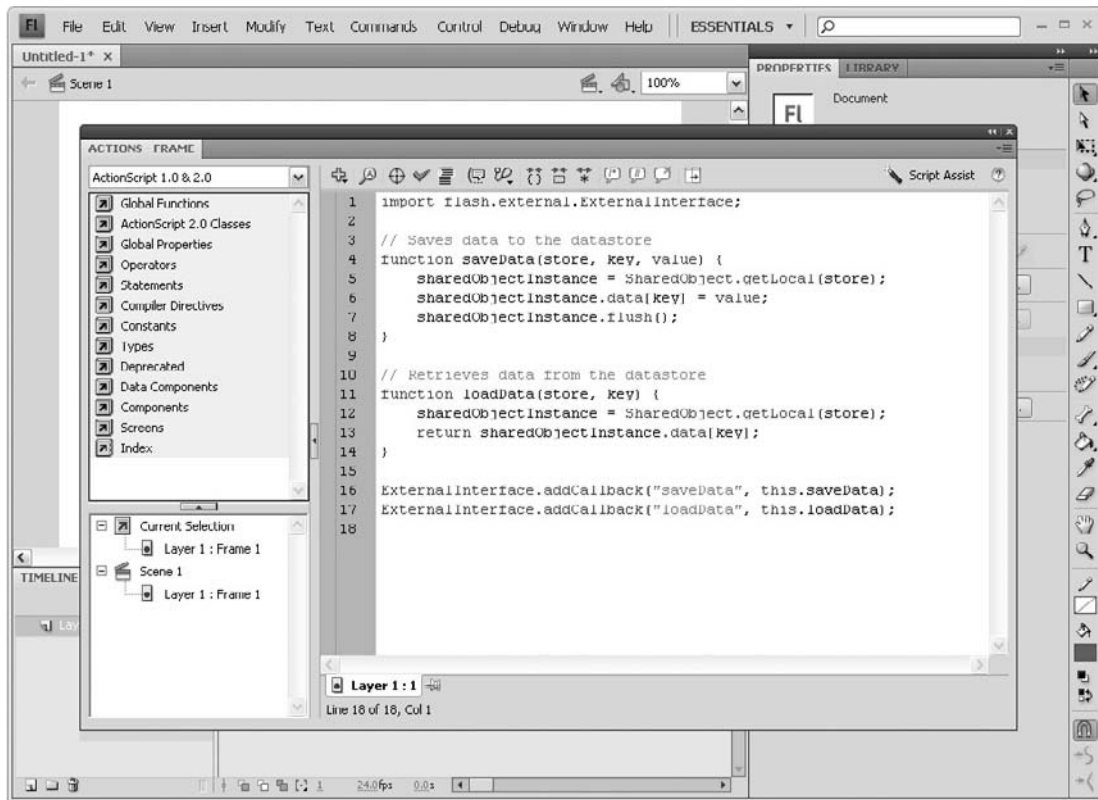 Fl File Edit View Insert Modify Text Commands Control Debug Window Help ESSENTIALS
Untitled-1* X
Scene 1 100%
PROPERTIES LIBRARY
Fl Document
ACTIONS - FRAME
ActionScript 1.0 & 2.0
Script Assist
Global Functions
ActionScript 2.0 Classes
Global Properties
Operators
Statements
Compiler Directives
Constants
Types
Deprecated
Data Components
Components
Screens
Index
Current Selection
Layer 1 : Frame 1
Scene 1
Layer 1 : Frame 1
1 import flash.external.ExternalInterface;
2
3 // Saves data to the datastore
4 function saveData(store, key, value) {
5 sharedObjectInstance = SharedObject.getLocal(store);
6 sharedObjectInstance.data[key] = value;
7 sharedObjectInstance.flush();
8 }
9
10 // Retrieves data from the datastore
11 function loadData(store, key) {
12 sharedObjectInstance = SharedObject.getLocal(store);
13 return sharedObjectInstance.data[key];
14 }
15
16 ExternalInterface.addCallback("saveData", this.saveData);
17 ExternalInterface.addCallback("loadData", this.loadData);
18
Layer 1 : 1
Line 18 of 18, Col 1
TIMELINE
Lay
1 24.0fps 0.0s